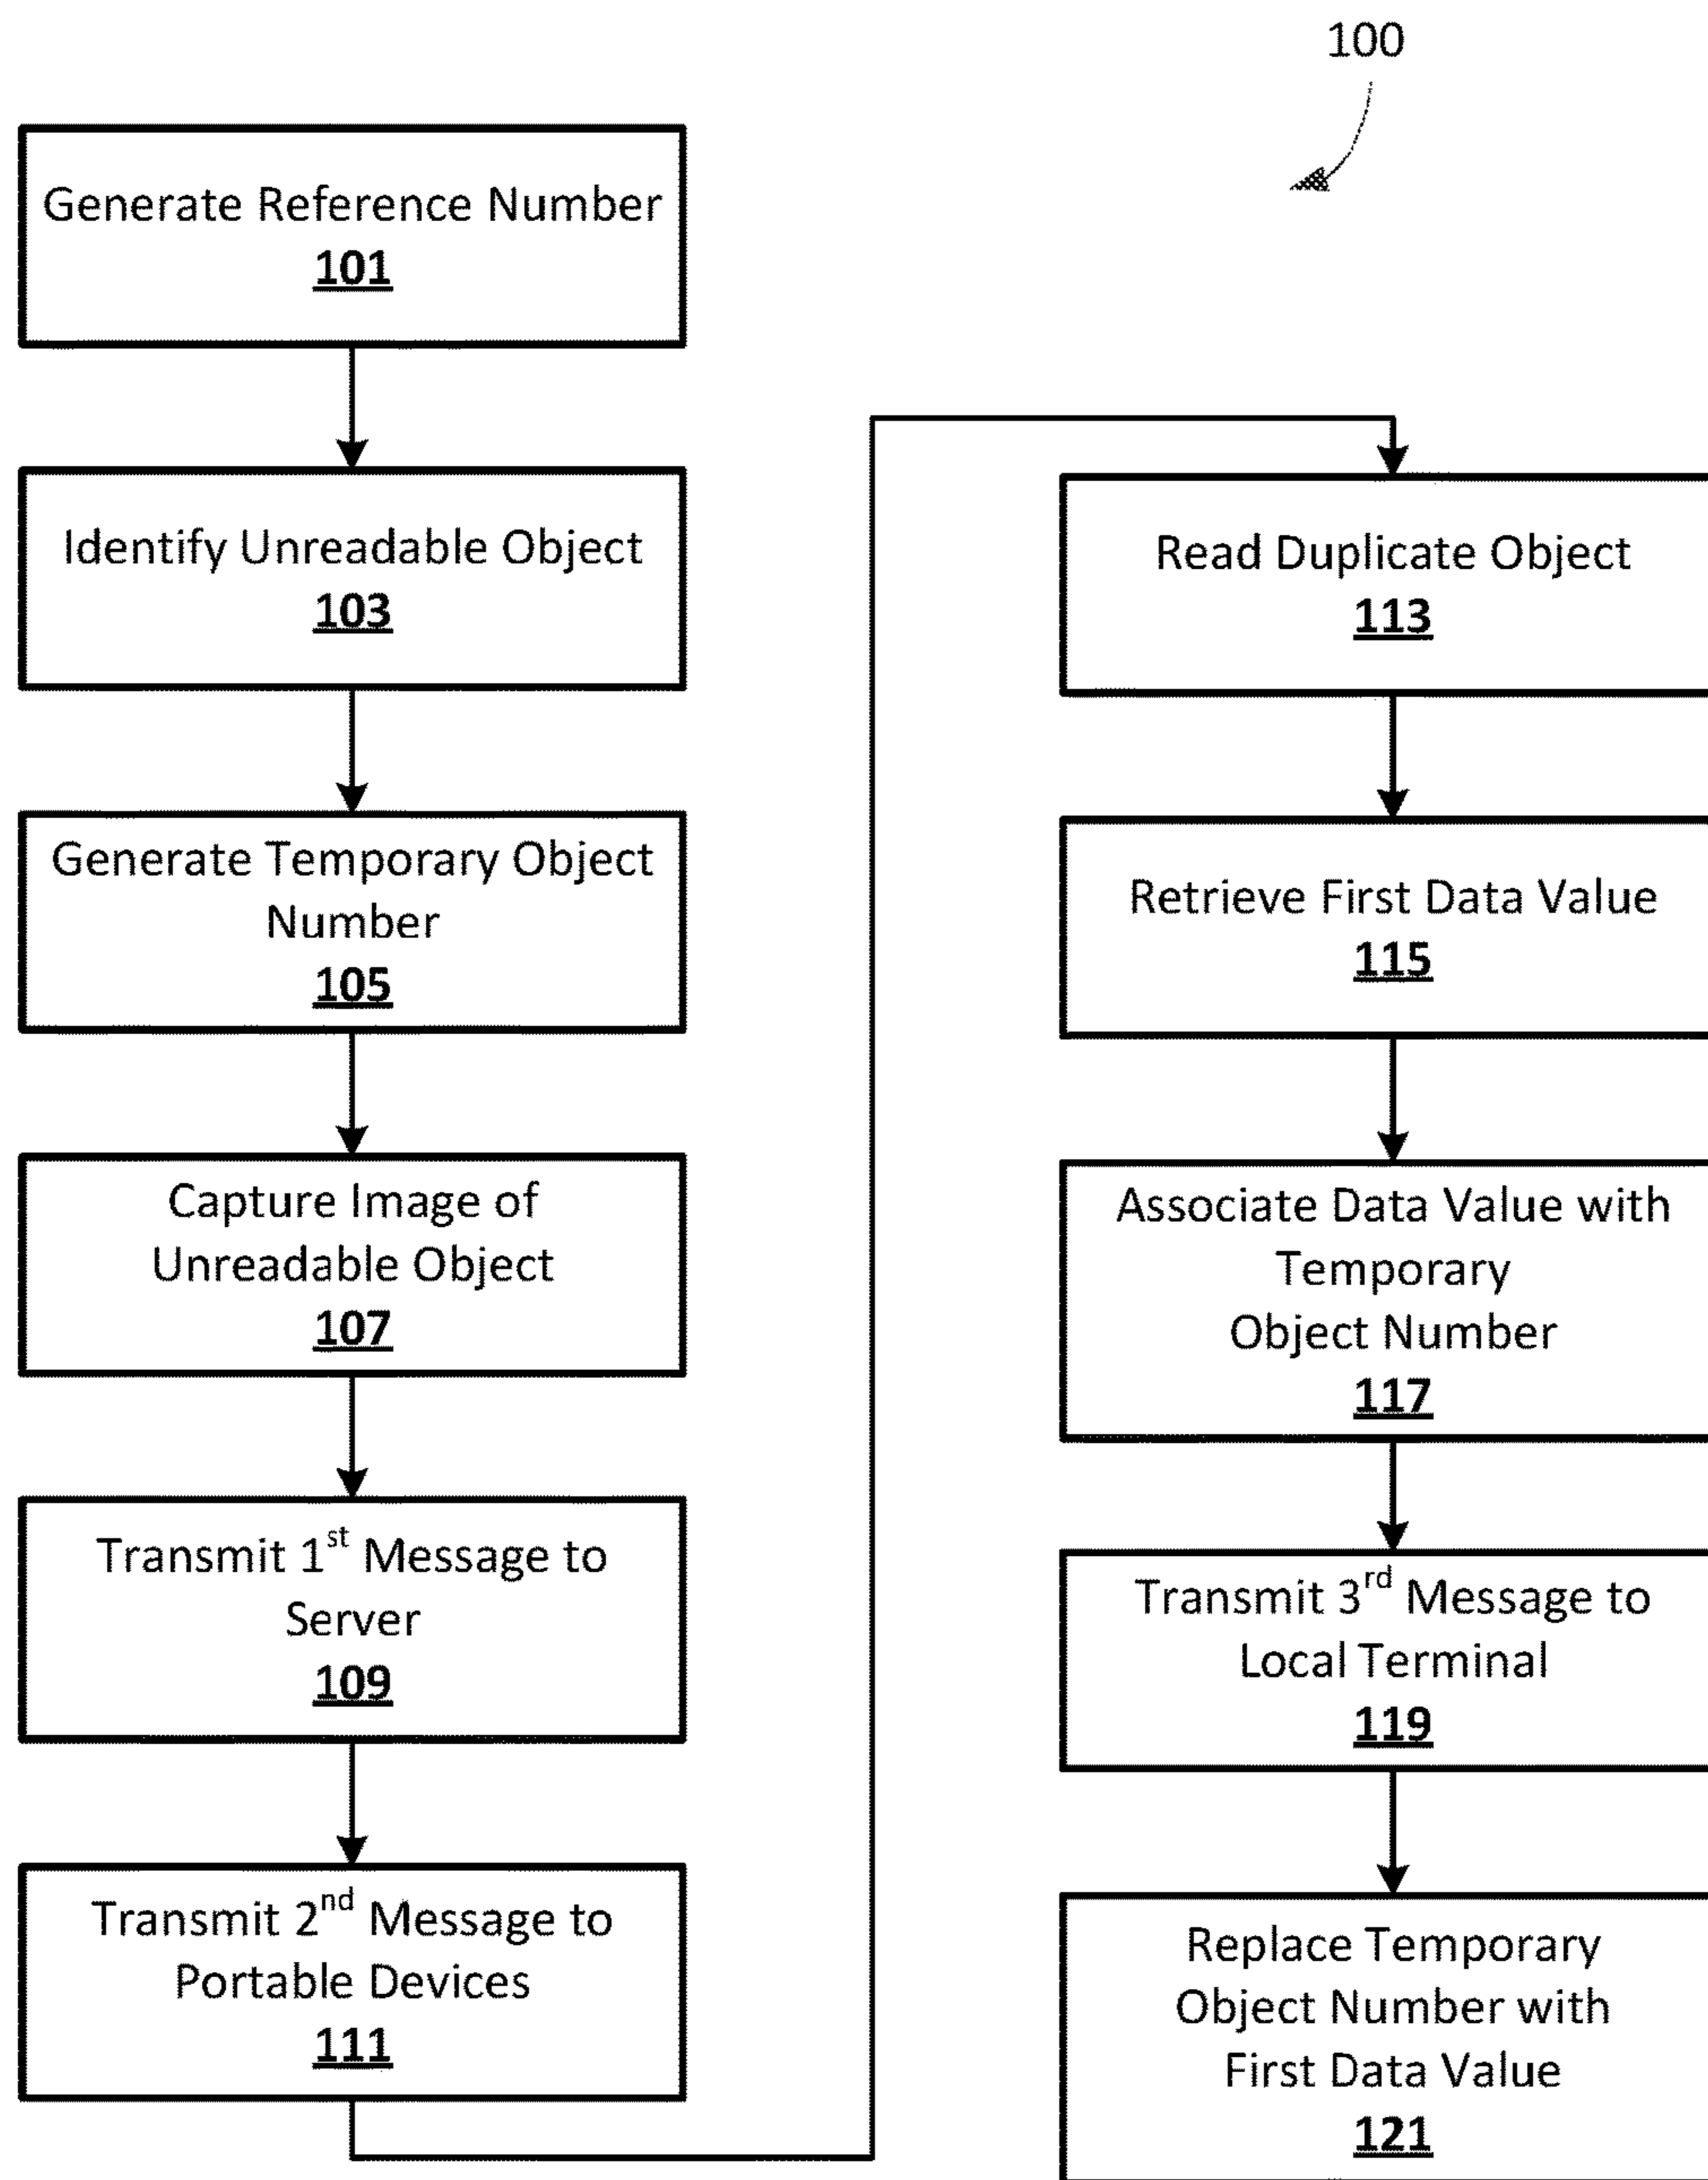 100
Generate Reference Number
101
Identify Unreadable Object
103
Generate Temporary Object
Number
105
Capture Image of
Unreadable Object
107
Transmit 1st Message to
Server
109
Transmit 2nd Message to
Portable Devices
111
Read Duplicate Object
113
Retrieve First Data Value
115
Associate Data Value with
Temporary
Object Number
117
Transmit 3rd Message to
Local Terminal
119
Replace Temporary
Object Number with
First Data Value
121